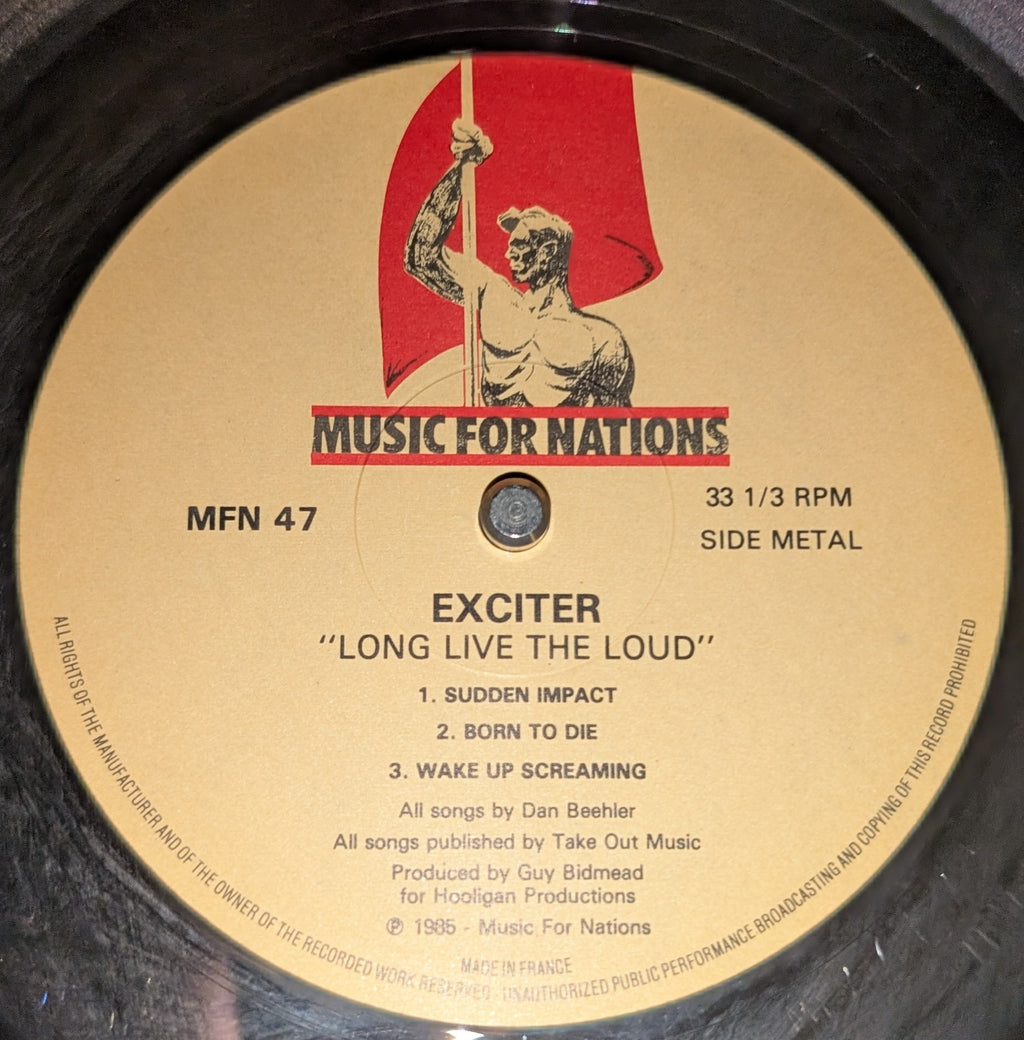 MUSIC FOR NATIONS
MFN 47
33 1/3 RPM
SIDE METAL
EXCITER
"LONG LIVE THE LOUD"
1. SUDDEN IMPACT
2. BORN TO DIE
3. WAKE UP SCREAMING
All songs by Dan Beehler
All songs published by Take Out Music
Produced by Guy Bidmead
for Hooligan Productions
℗ 1985 - Music For Nations
MADE IN FRANCE
ALL RIGHTS OF THE MANUFACTURER AND OF THE OWNER OF THE RECORDED WORK RESERVED - UNAUTHORIZED PUBLIC PERFORMANCE BROADCASTING AND COPYING OF THIS RECORD PROHIBITED